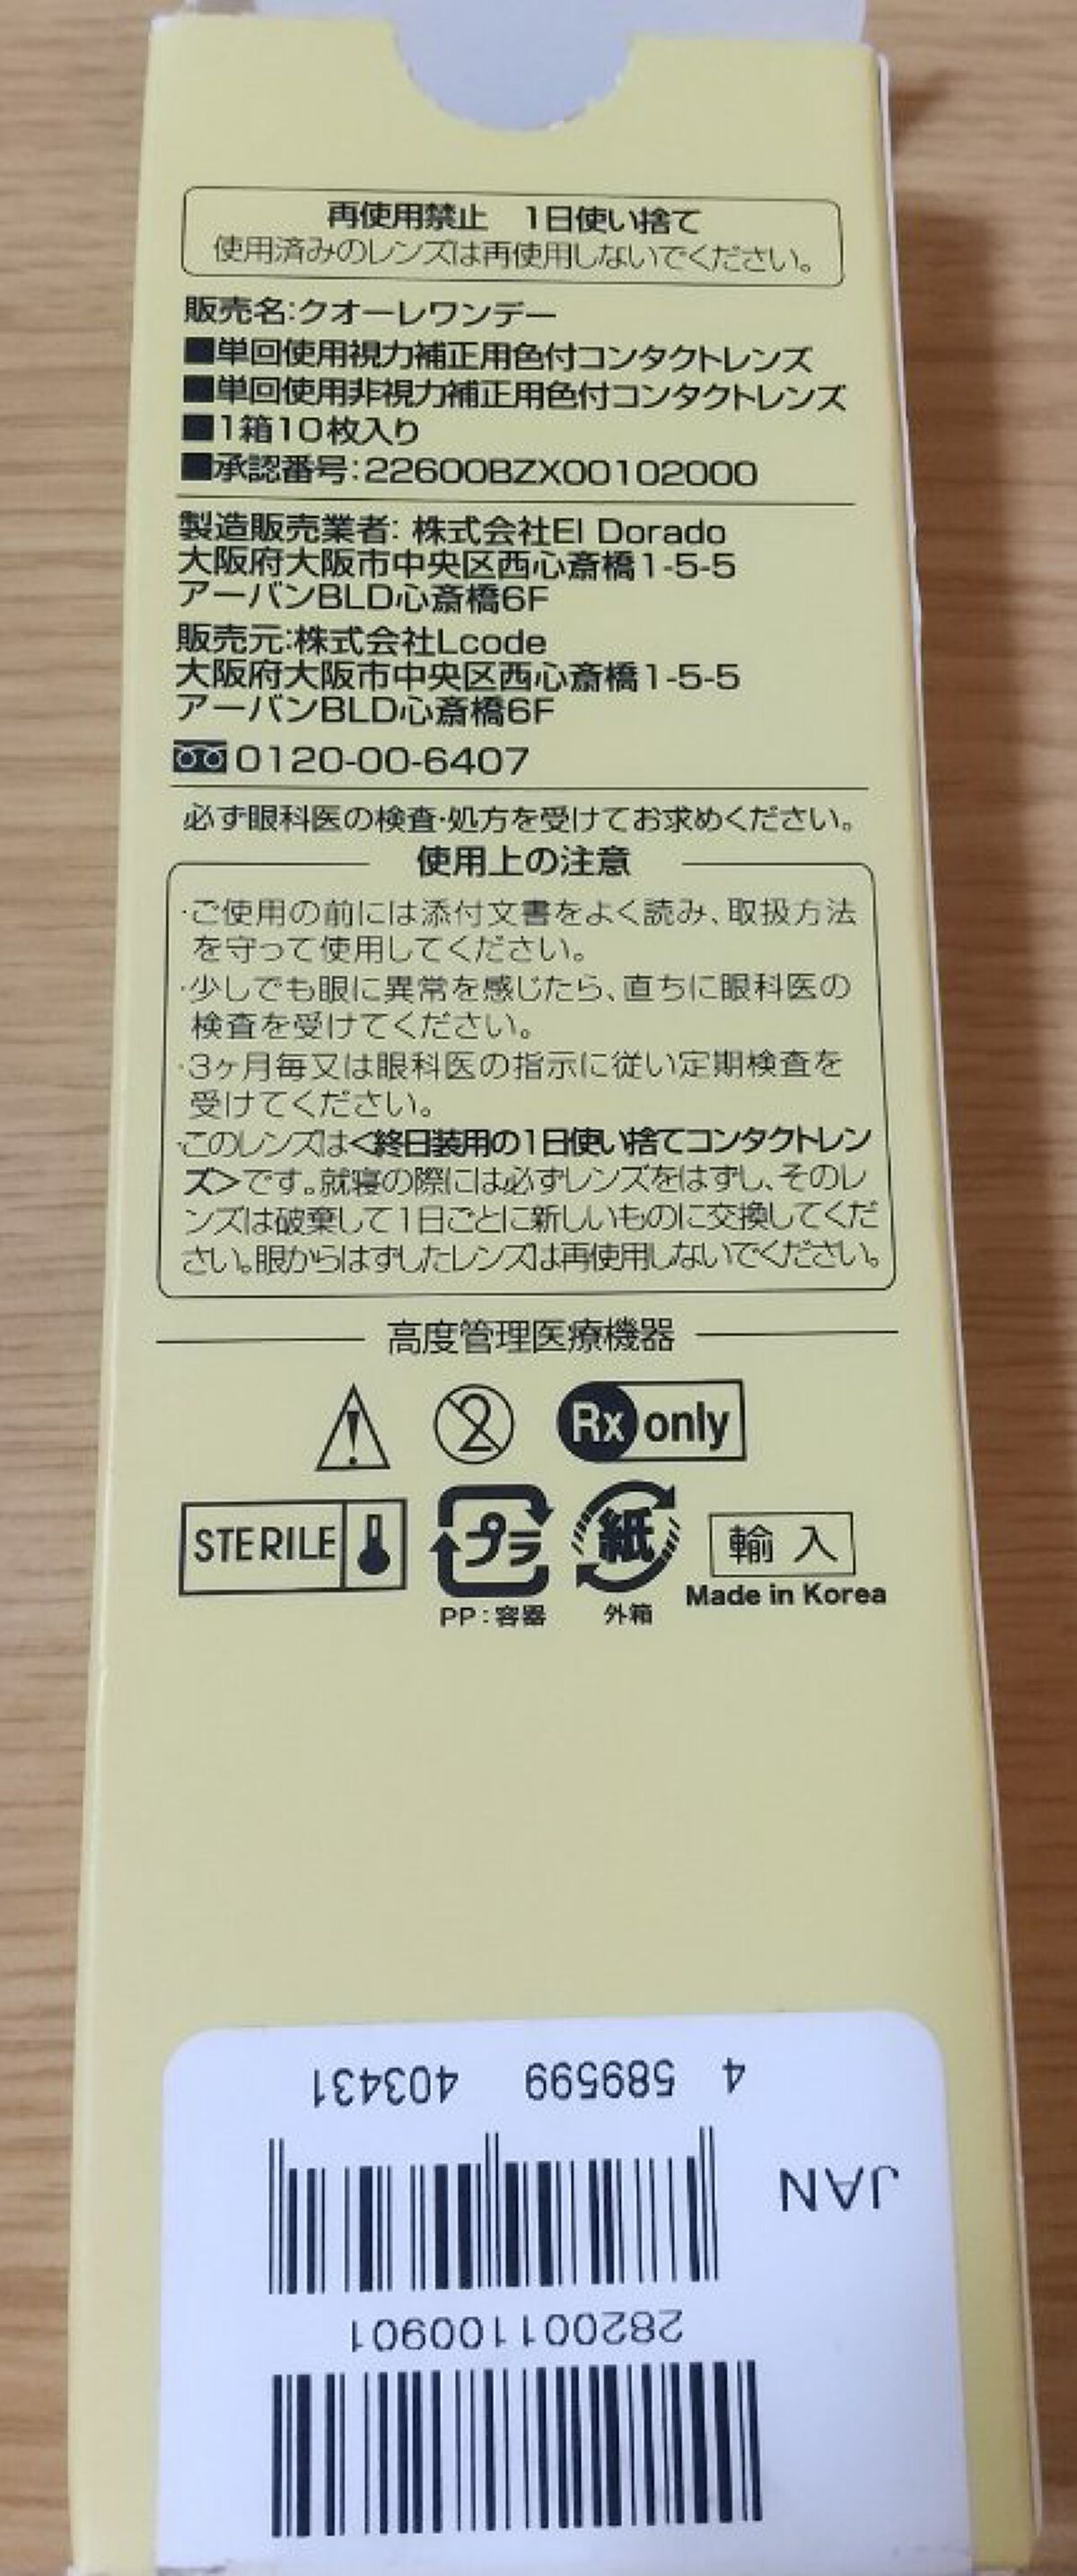 再使用禁止　1日使い捨て
使用済みのレンズは再使用しないでください。
販売名:クオーレワンデー
■単回使用視力補正用色付コンタクトレンズ
■単回使用非視力補正用色付コンタクトレンズ
■1箱10枚入り
■承認番号:22600BZX00102000
製造販売業者: 株式会社El Dorado
大阪府大阪市中央区西心斎橋1-5-5
アーバンBLD心斎橋6F
販売元:株式会社Lcode
大阪府大阪市中央区西心斎橋1-5-5
アーバンBLD心斎橋6F
0120-00-6407
必ず眼科医の検査・処方を受けてお求めください。
使用上の注意
・ご使用の前には添付文書をよく読み、取扱方法
を守って使用してください。
・少しでも眼に異常を感じたら、直ちに眼科医の
検査を受けてください。
・3ヶ月毎又は眼科医の指示に従い定期検査を
受けてください。
・このレンズは<終日装用の1日使い捨てコンタクトレン
ズ>です。就寝の際には必ずレンズをはずし、そのレ
ンズは破棄して1日ごとに新しいものに交換してくだ
さい。眼からはずしたレンズは再使用しないでください。
高度管理医療機器
2 Rx only
STERILE プラ 紙 輸入
PP:容器 外箱 Made in Korea
4 589599 403431
JAN
282001100901